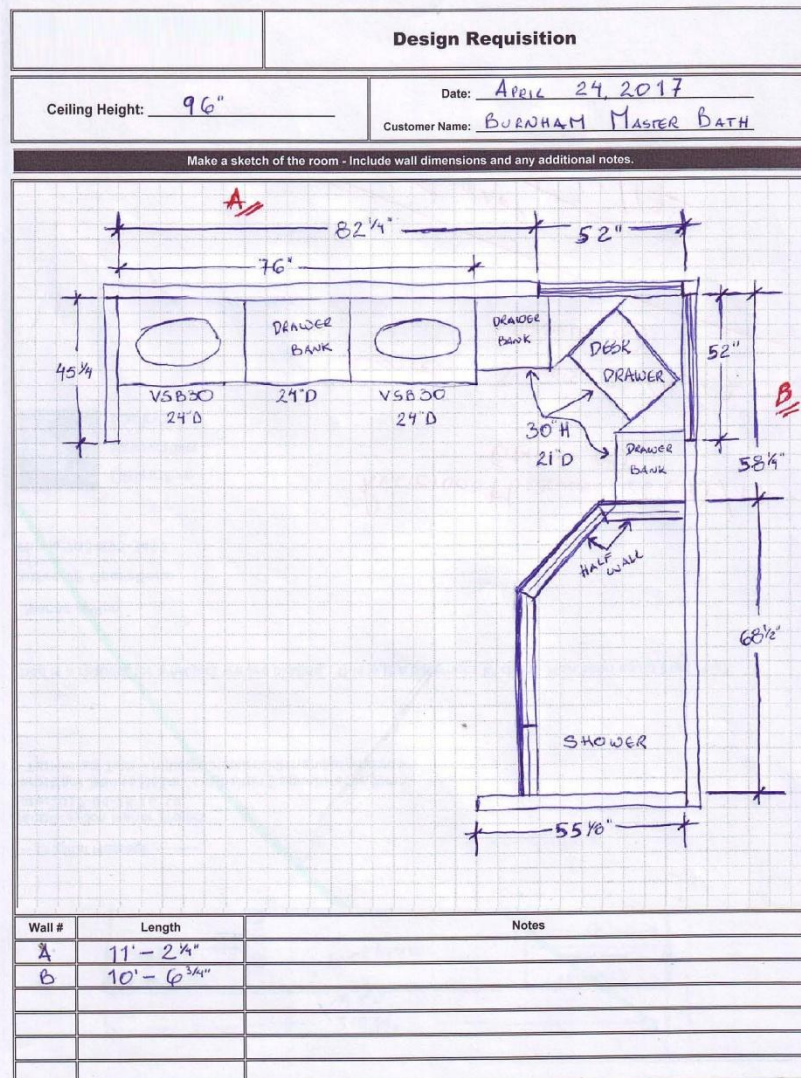 Design Requisition
Ceiling Height: 96"
Date: APRIL 24, 2017
Customer Name: BURNHAM MASTER BATH
Make a sketch of the room - Include wall dimensions and any additional notes.
A
82 1/4"
52"
76"
45 3/4
DRAWER
BANK
DRAWER
BANK
DESK
DRAWER
52"
B
VSB30
24"D
24"D
VSB30
24"D
30"H
21"D
DRAWER
BANK
58 1/4"
HALF
WALL
68 1/2"
SHOWER
55 1/8"
Wall # Length Notes
A 11' - 2 1/4"
B 10' - 6 3/4"